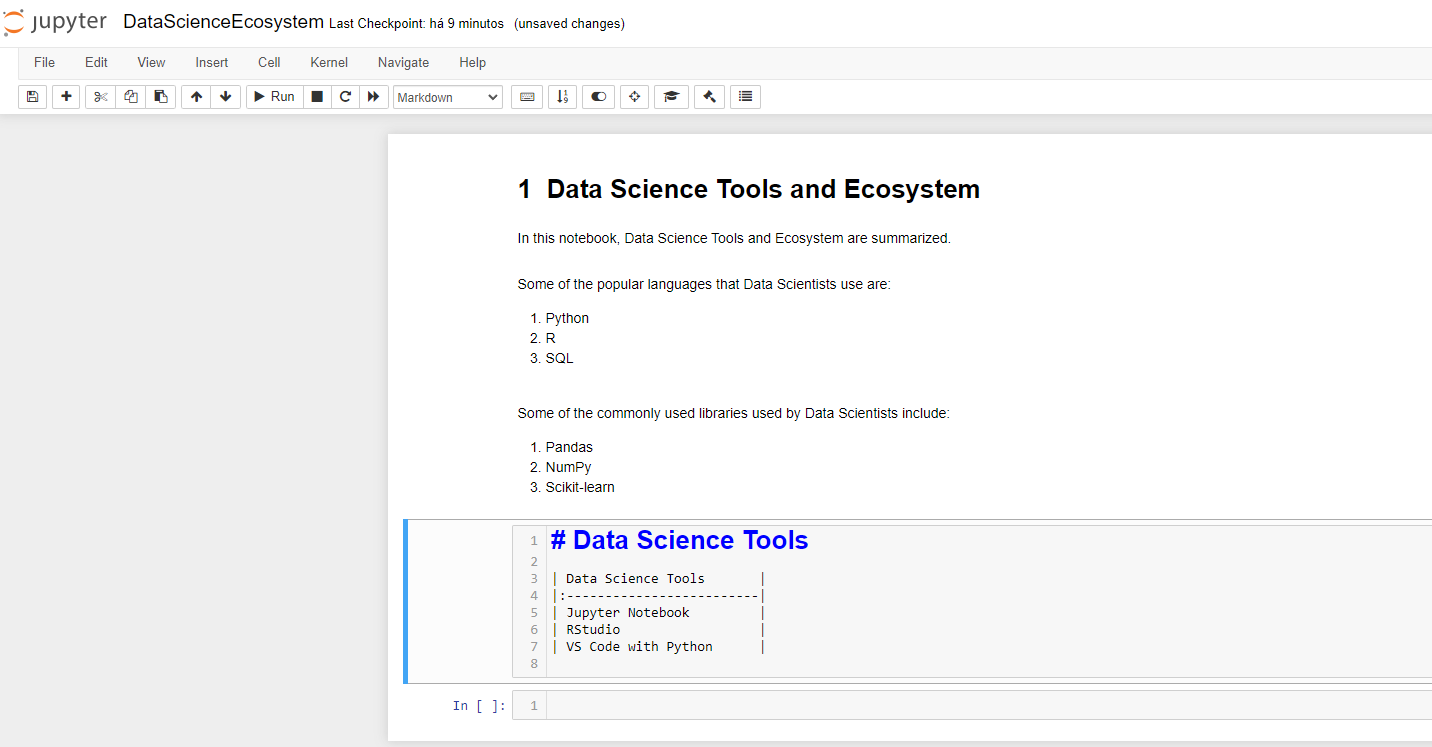 jupyter DataScienceEcosystem Last Checkpoint: há 9 minutos (unsaved changes)
File Edit View Insert Cell Kernel Navigate Help
Run Markdown
1 Data Science Tools and Ecosystem
In this notebook, Data Science Tools and Ecosystem are summarized.
Some of the popular languages that Data Scientists use are:
1. Python
2. R
3. SQL
Some of the commonly used libraries used by Data Scientists include:
1. Pandas
2. NumPy
3. Scikit-learn
1 # Data Science Tools
2
3 | Data Science Tools |
4 |:-------------------------|
5 | Jupyter Notebook |
6 | RStudio |
7 | VS Code with Python |
8
In [ ]: 1